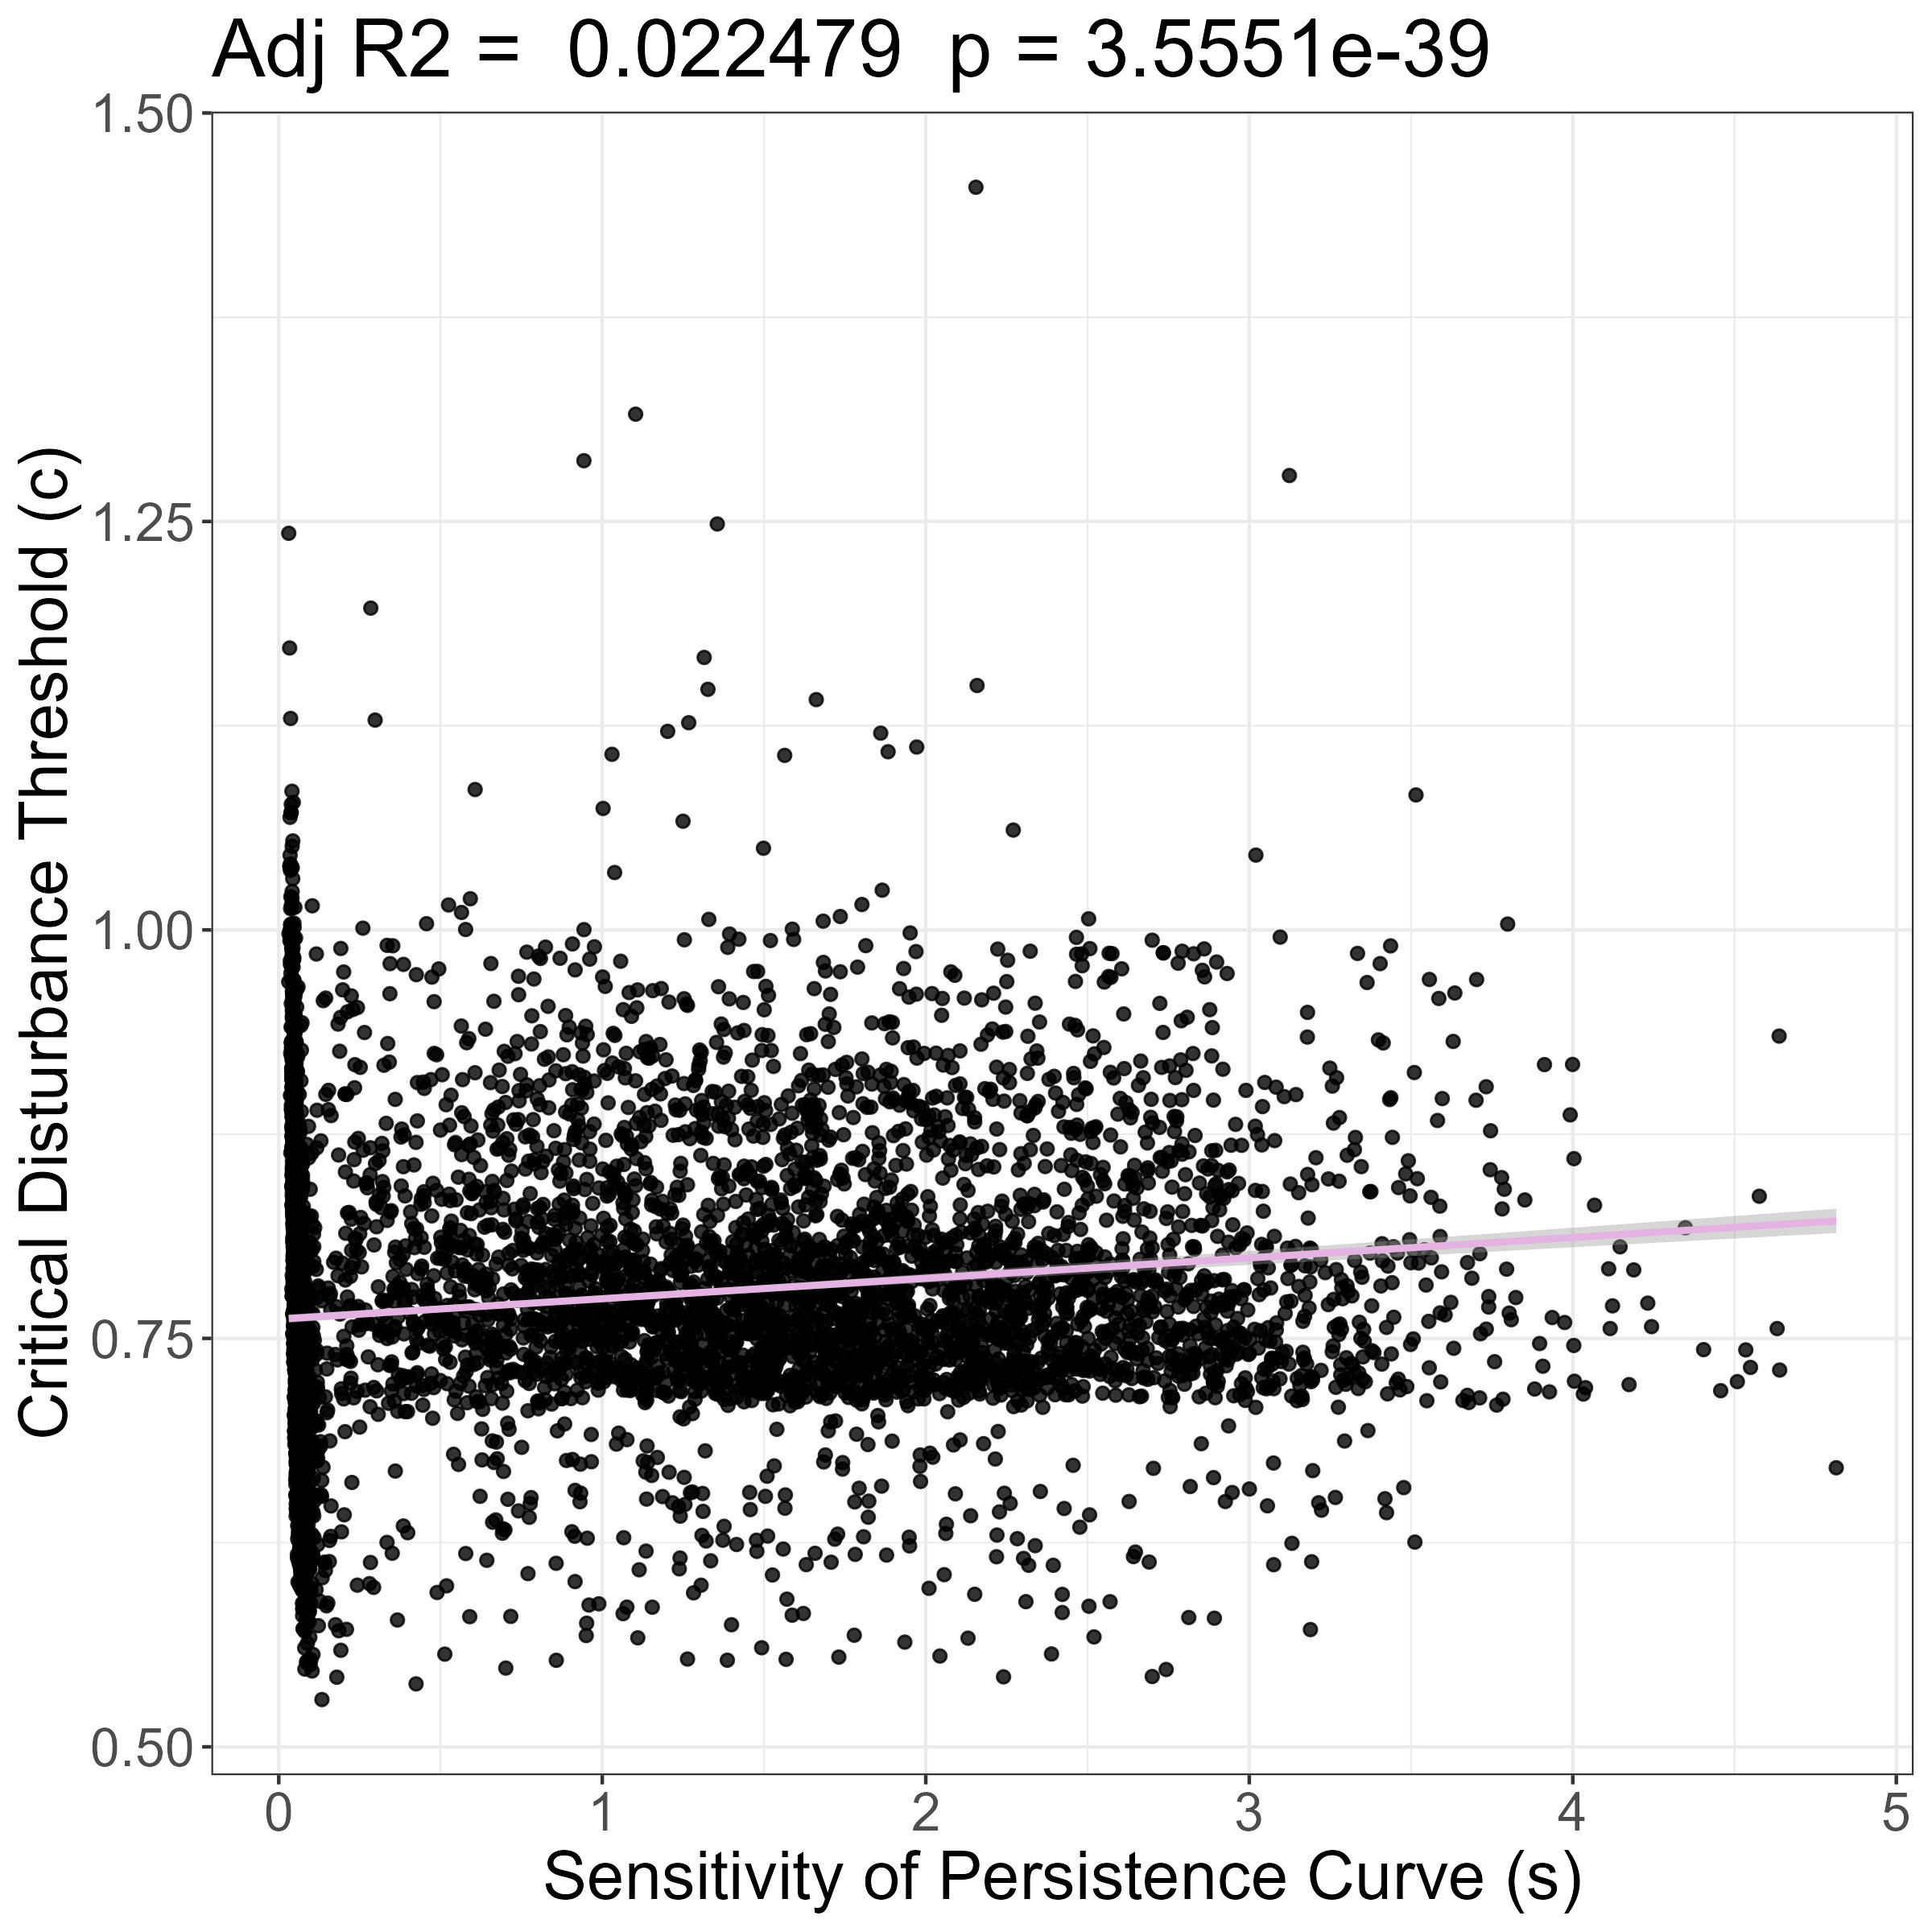 Adj R2 =  0.022479  p = 3.5551e-39
Critical Disturbance Threshold (c)
1.50
1.25
1.00
0.75
0.50
0 1 2 3 4 5
Sensitivity of Persistence Curve (s)